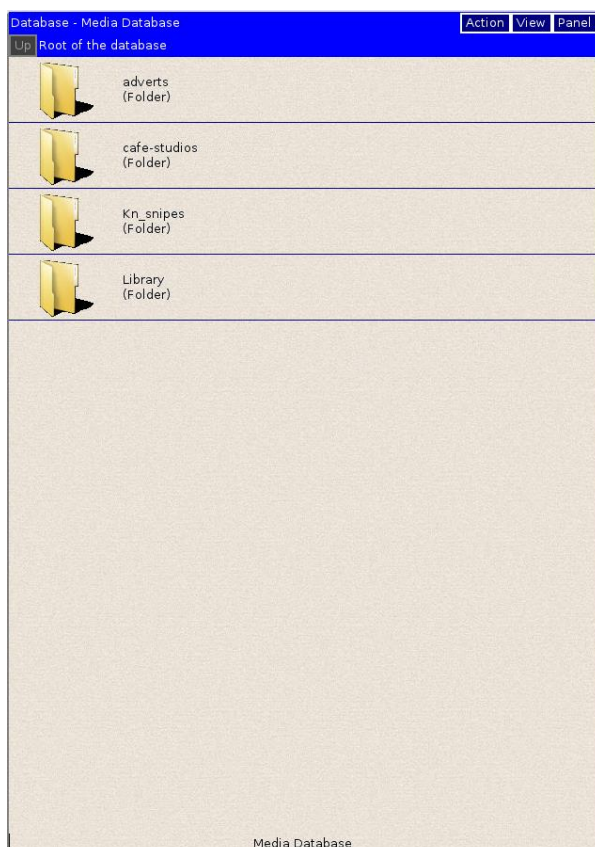 Database - Media Database Action View Panel
Up Root of the database
adverts
(Folder)
cafe-studios
(Folder)
Kn_snipes
(Folder)
Library
(Folder)
Media Database